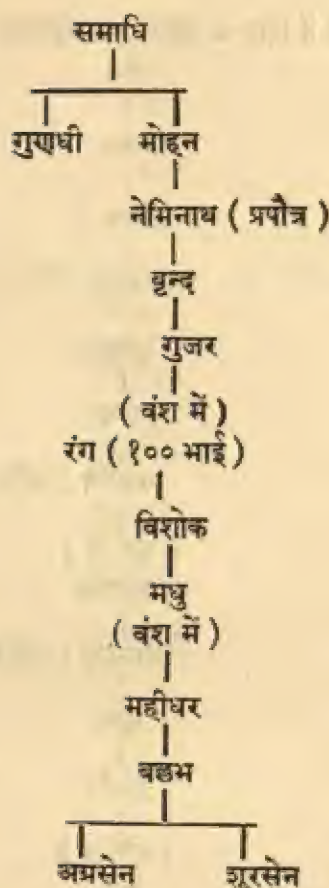 समाधि
गुणधी मोहन
नेमिनाथ ( प्रपौत्र )
वृन्द
गुजर
( वंश में )
रंग ( १०० भाई )
विशोक
मधु
( वंश में )
महीधर
बल्लभ
अग्रसेन शूरसेन